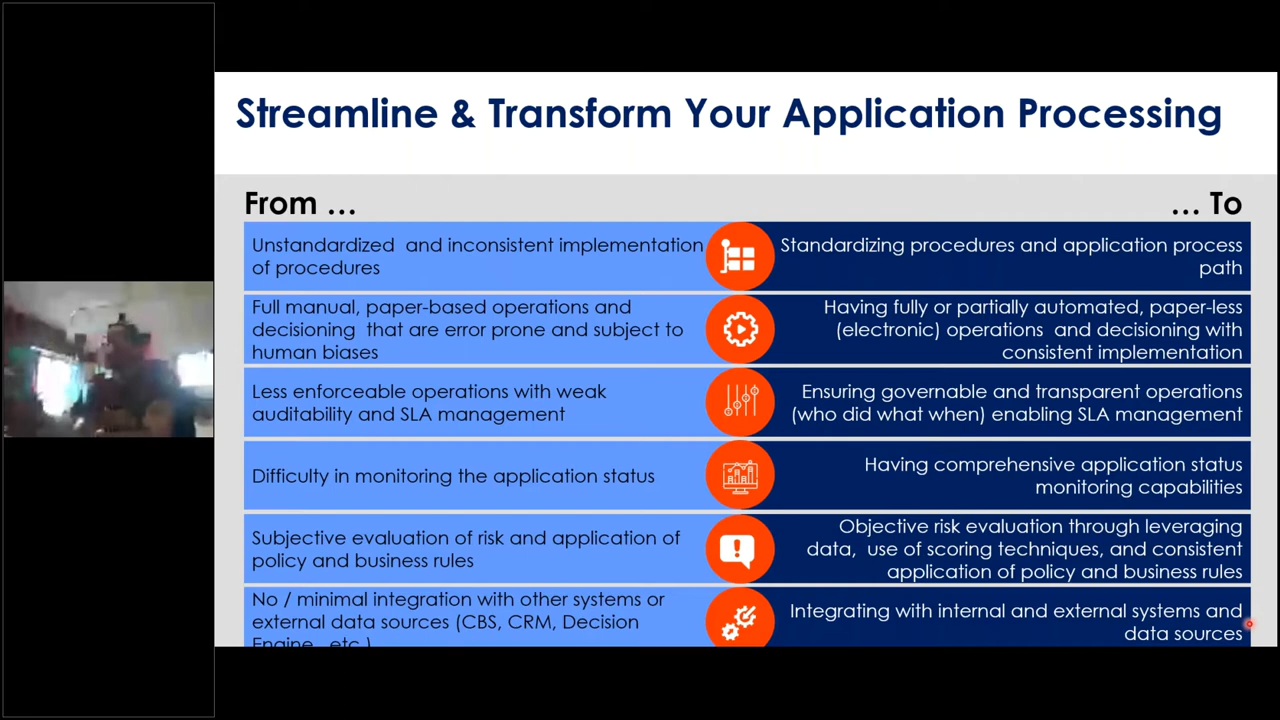 Streamline & Transform Your Application Processing
From …
… To
Unstandardized and inconsistent implementation
of procedures
Standardizing procedures and application process
path
Full manual, paper-based operations and
decisioning that are error prone and subject to
human biases
Having fully or partially automated, paper-less
(electronic) operations and decisioning with
consistent implementation
Less enforceable operations with weak
auditability and SLA management
Ensuring governable and transparent operations
(who did what when) enabling SLA management
Difficulty in monitoring the application status
Having comprehensive application status
monitoring capabilities
Subjective evaluation of risk and application of
policy and business rules
Objective risk evaluation through leveraging
data, use of scoring techniques, and consistent
application of policy and business rules
No / minimal integration with other systems or
external data sources (CBS, CRM, Decision
Engine, etc.)
Integrating with internal and external systems and
data sources